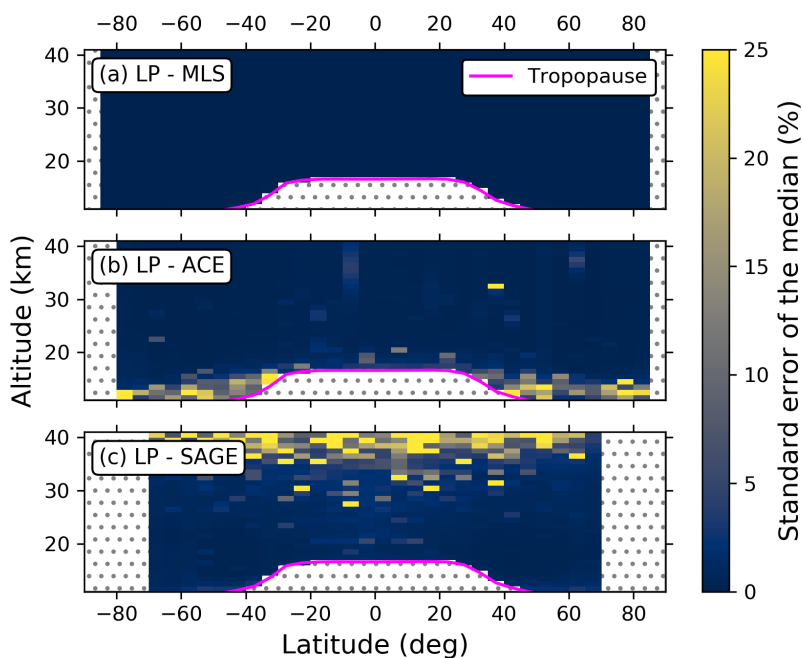 −80 −60 −40 −20 0 20 40 60 80
40
30
20
(a) LP - MLS
Tropopause
40
30
20
(b) LP - ACE
40
30
20
(c) LP - SAGE
−80 −60 −40 −20 0 20 40 60 80
Latitude (deg)
Altitude (km)
25
20
15
10
5
0
Standard error of the median (%)